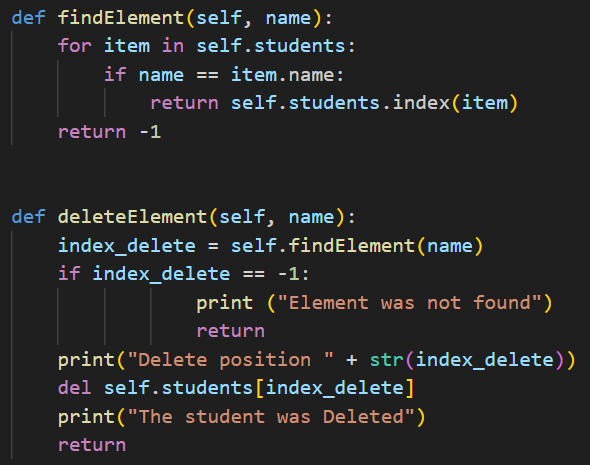 def findElement(self, name):
    for item in self.students:
        if name == item.name:
            return self.students.index(item)
    return -1

def deleteElement(self, name):
    index_delete = self.findElement(name)
    if index_delete == -1:
                print ("Element was not found")
                return
    print("Delete position " + str(index_delete))
    del self.students[index_delete]
    print("The student was Deleted")
    return